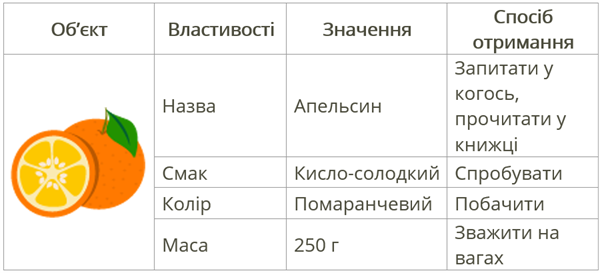 Об’єкт Властивості Значення Спосіб
отримання
Назва Апельсин Запитати у
когось,
прочитати у
книжці
Смак Кисло-солодкий Спробувати
Колір Помаранчевий Побачити
Маса 250 г Зважити на
вагах